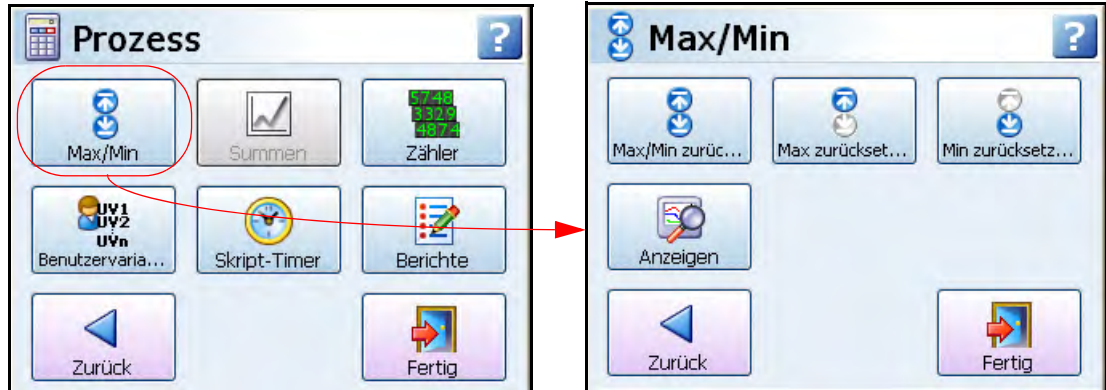 Prozess
?
Max/Min
Summen
5748
3329
4874
Zähler
UV1
UV2
UVn
Benutzervaria...
Skript-Timer
Berichte
Zurück
Fertig
Max/Min
?
Max/Min zurüc...
Max zurückset...
Min zurücksetz...
Anzeigen
Zurück
Fertig